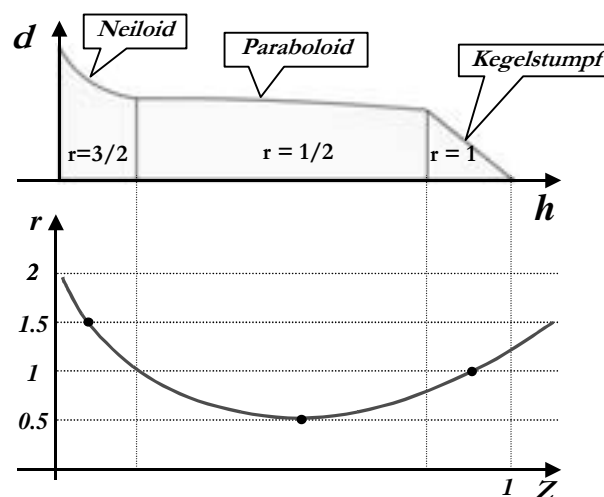 d
Neiloid
Paraboloid
Kegelstumpf
r=3/2
r = 1/2
r = 1
h
r
2
1.5
1
0.5
1
Z